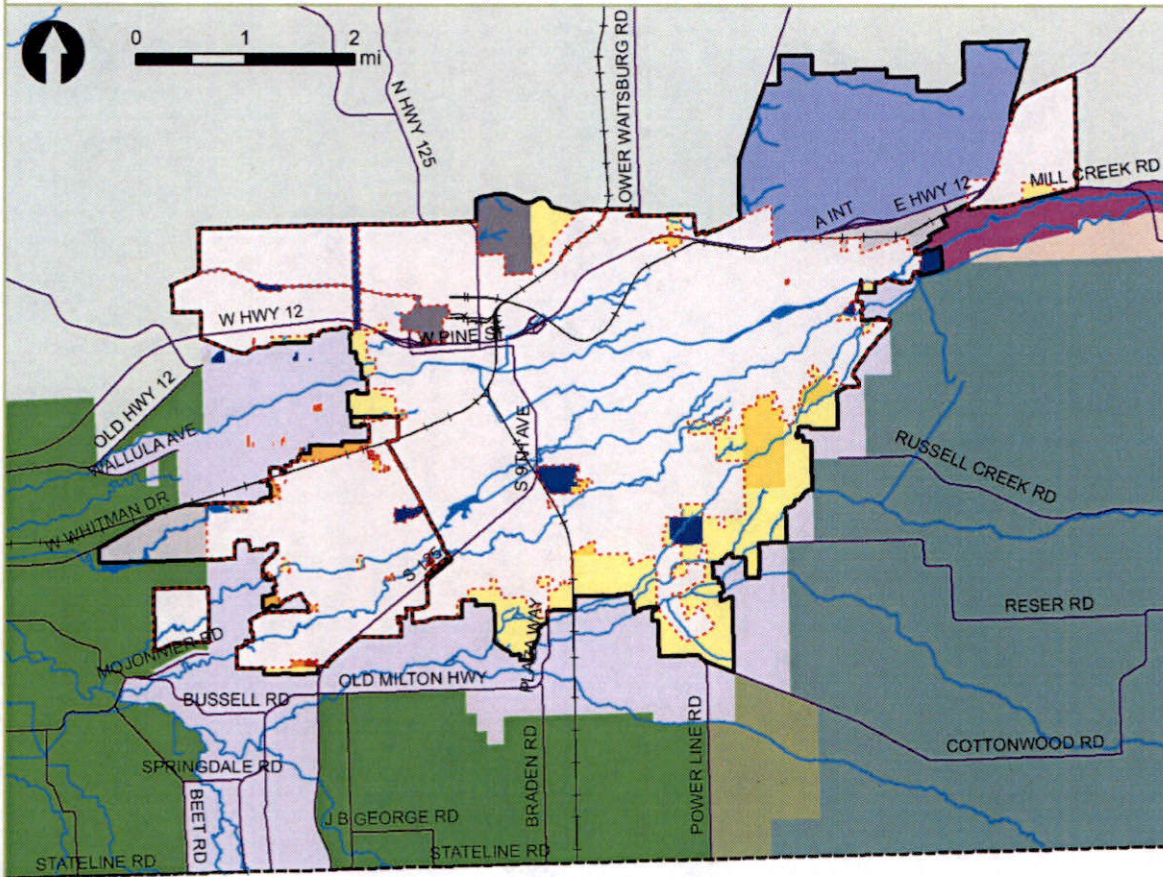 0 1 2
mi
N HWY 125
OWER WAITSBURG RD
MILL CREEK RD
E HWY 12
A INT
W HWY 12
W PINE ST
OLD HWY 12
WALLULA AVE
S 9TH AVE
RUSSELL CREEK RD
W WHITMAN DR
S 125
RESER RD
MOJONNIER RD
PLAZA WAY
OLD MILTON HWY
BUSSELL RD
POWER LINE RD
BRADEN RD
COTTONWOOD RD
SPRINGDALE RD
BEET RD
J B GEORGE RD
STATELINE RD
STATELINE RD